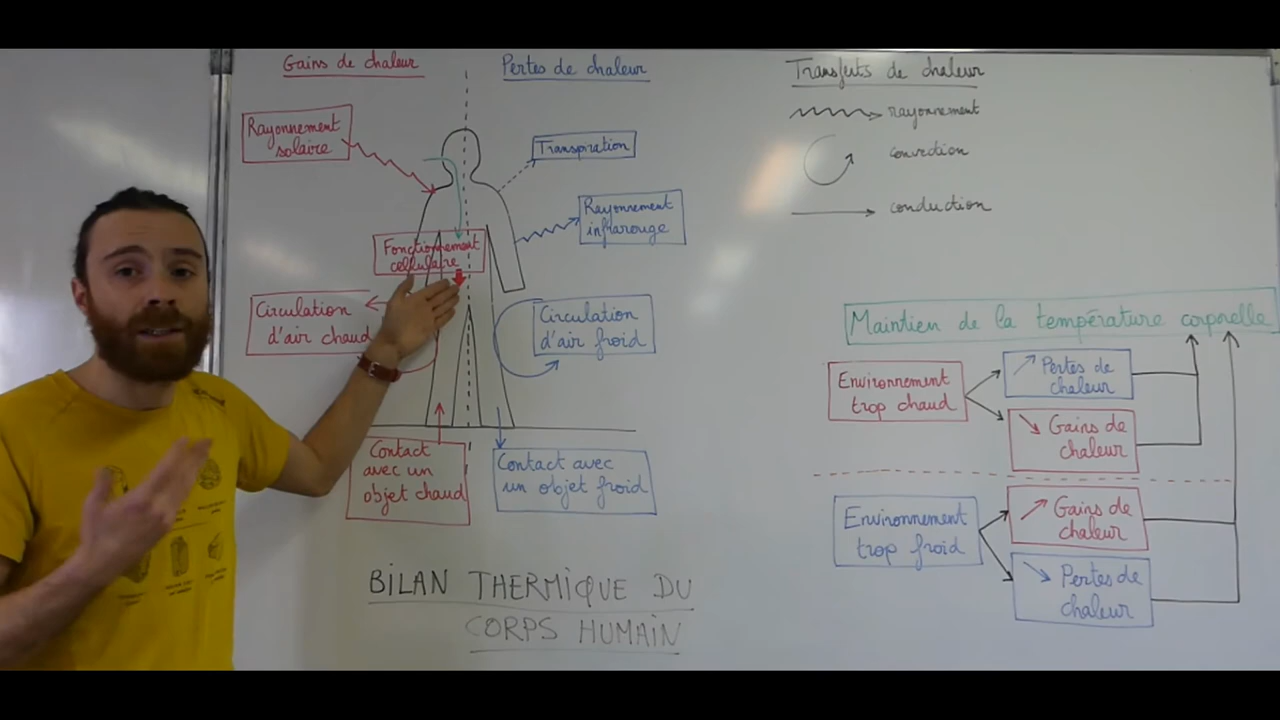 Gains de chaleur
Pertes de chaleur
Rayonnement
solaire
Transpiration
Rayonnement
infrarouge
Fonctionnement
cellulaire
Circulation
d'air chaud
Circulation
d'air froid
Contact
avec un
objet chaud
Contact avec
un objet froid
BILAN THERMIQUE DU
CORPS HUMAIN
Transferts de chaleur
rayonnement
convection
conduction
Maintien de la température corporelle
Environnement
trop chaud
Pertes de
chaleur
Gains de
chaleur
Environnement
trop froid
Gains de
chaleur
Pertes de
chaleur